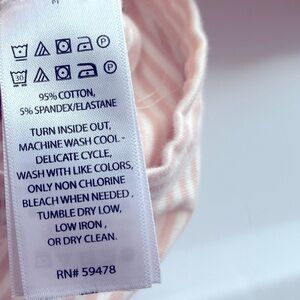 M
P
30 P
95% COTTON,
5% SPANDEX/ELASTANE
TURN INSIDE OUT,
MACHINE WASH COOL -
DELICATE CYCLE,
WASH WITH LIKE COLORS,
ONLY NON CHLORINE
BLEACH WHEN NEEDED ,
TUMBLE DRY LOW,
LOW IRON ,
OR DRY CLEAN.
RN# 59478